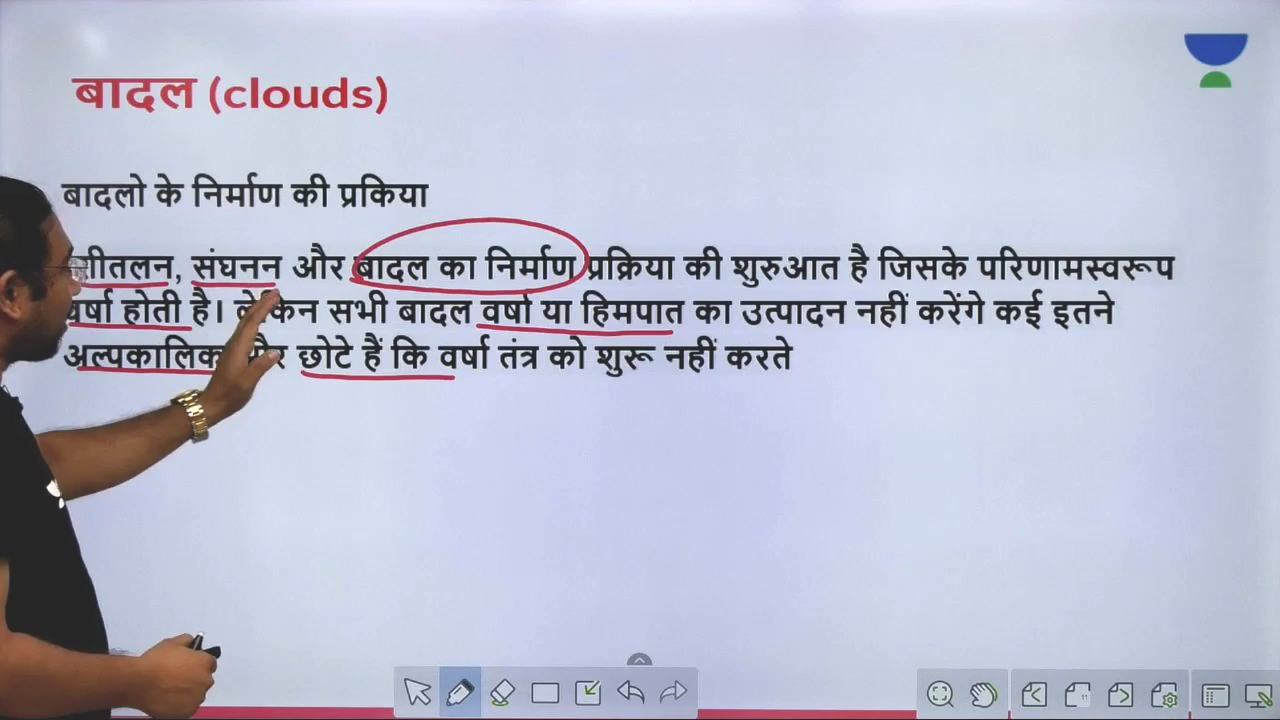 बादल (clouds)
बादलो के निर्माण की प्रकिया
संघनन और बादल का निर्माण प्रक्रिया की शुरुआत है जिसके परिणामस्वरूप
वर्षा होती है। सभी बादल वर्षा या हिमपात का उत्पादन नहीं करेंगे कई इतने
अल्पकालिक छोटे हैं कि वर्षा तंत्र को शुरू नहीं करते
11